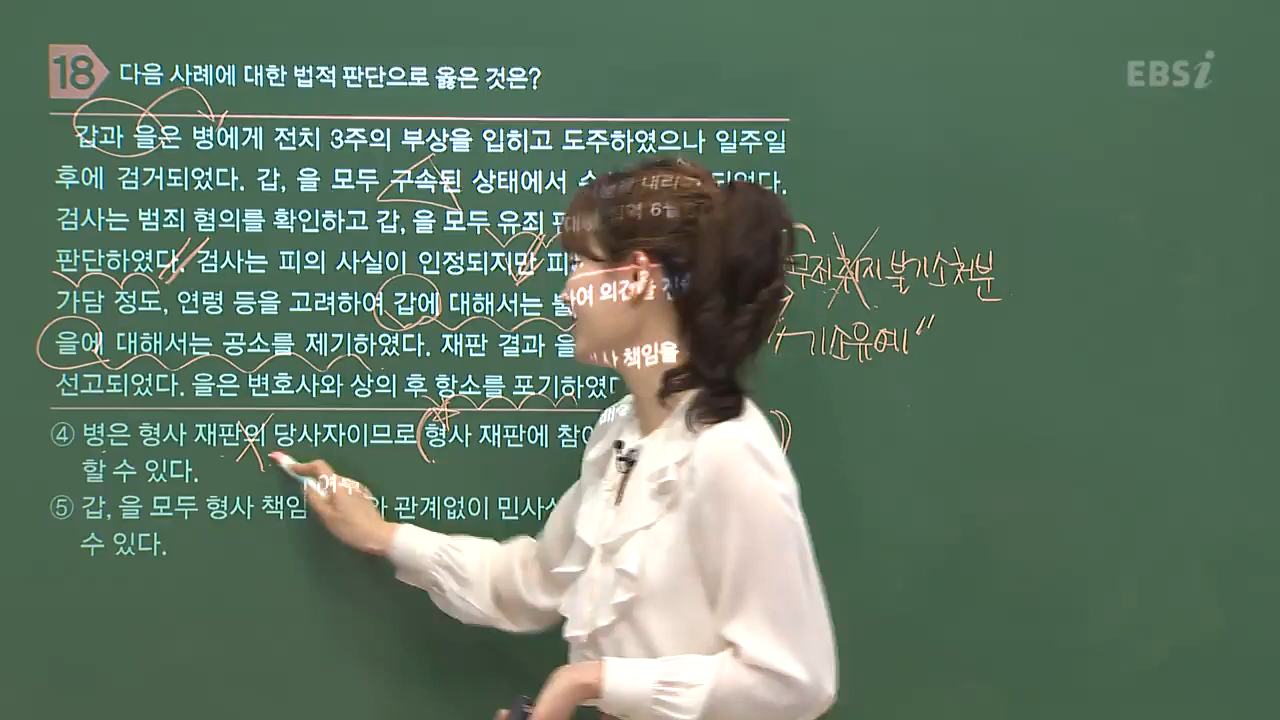 EBSi
18 다음 사례에 대한 법적 판단으로 옳은 것은?
갑과 을은 병에게 전치 3주의 부상을 입히고 도주하였으나 일주일
후에 검거되었다. 갑, 을 모두 구속된 상태에서 되었다.
검사는 범죄 혐의를 확인하고 갑, 을 모두 유죄
판단하였다. 검사는 피의 사실이 인정되지만
가담 정도, 연령 등을 고려하여 갑에 대해서는
을에 대해서는 공소를 제기하였다. 재판 결과
선고되었다. 을은 변호사와 상의 후 항소를 포기하였다
④ 병은 형사 재판의 당사자이므로 형사 재판에
할 수 있다.
⑤ 갑, 을 모두 형사 책임 관계없이
수 있다.
불기소처분
"기소유예"
책임을